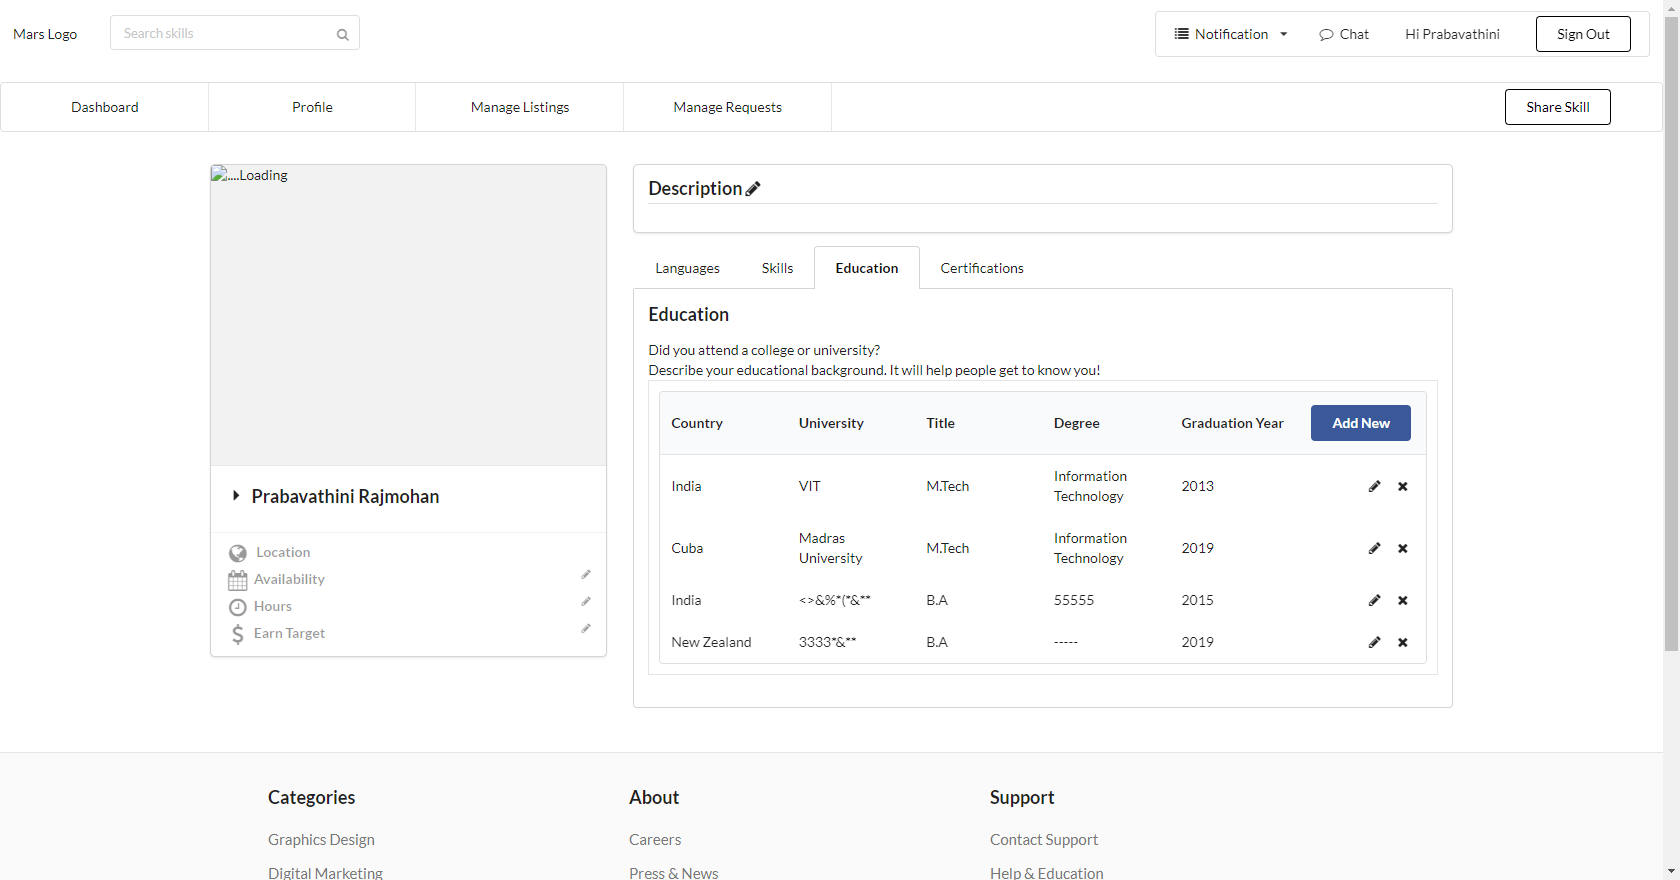 Mars Logo
Search skills
Notification
Chat
Hi Prabavathini
Sign Out
Dashboard
Profile
Manage Listings
Manage Requests
Share Skill
....Loading
Prabavathini Rajmohan
Location
Availability
Hours
Earn Target
Description
Languages
Skills
Education
Certifications
Education
Did you attend a college or university?
Describe your educational background. It will help people get to know you!
Country University Title Degree Graduation Year Add New
India VIT M.Tech Information Technology 2013
Cuba Madras University M.Tech Information Technology 2019
India <>&%*(*&** B.A 55555 2015
New Zealand 3333*&** B.A ----- 2019
Categories
Graphics Design
Digital Marketing
About
Careers
Press & News
Support
Contact Support
Help & Education